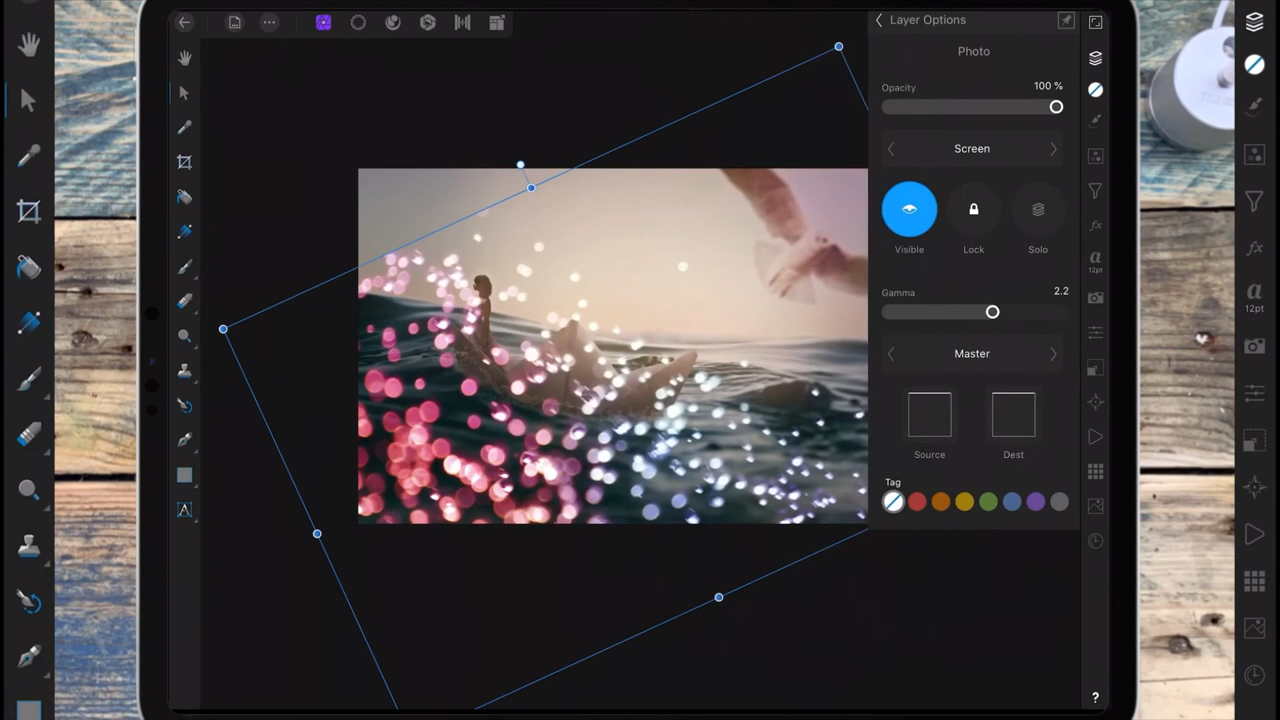 Layer Options
Photo
Opacity
100 %
Screen
Visible
Lock
Solo
Gamma
2.2
Master
Source
Dest
Tag
a
12pt
A
?
a
12pt